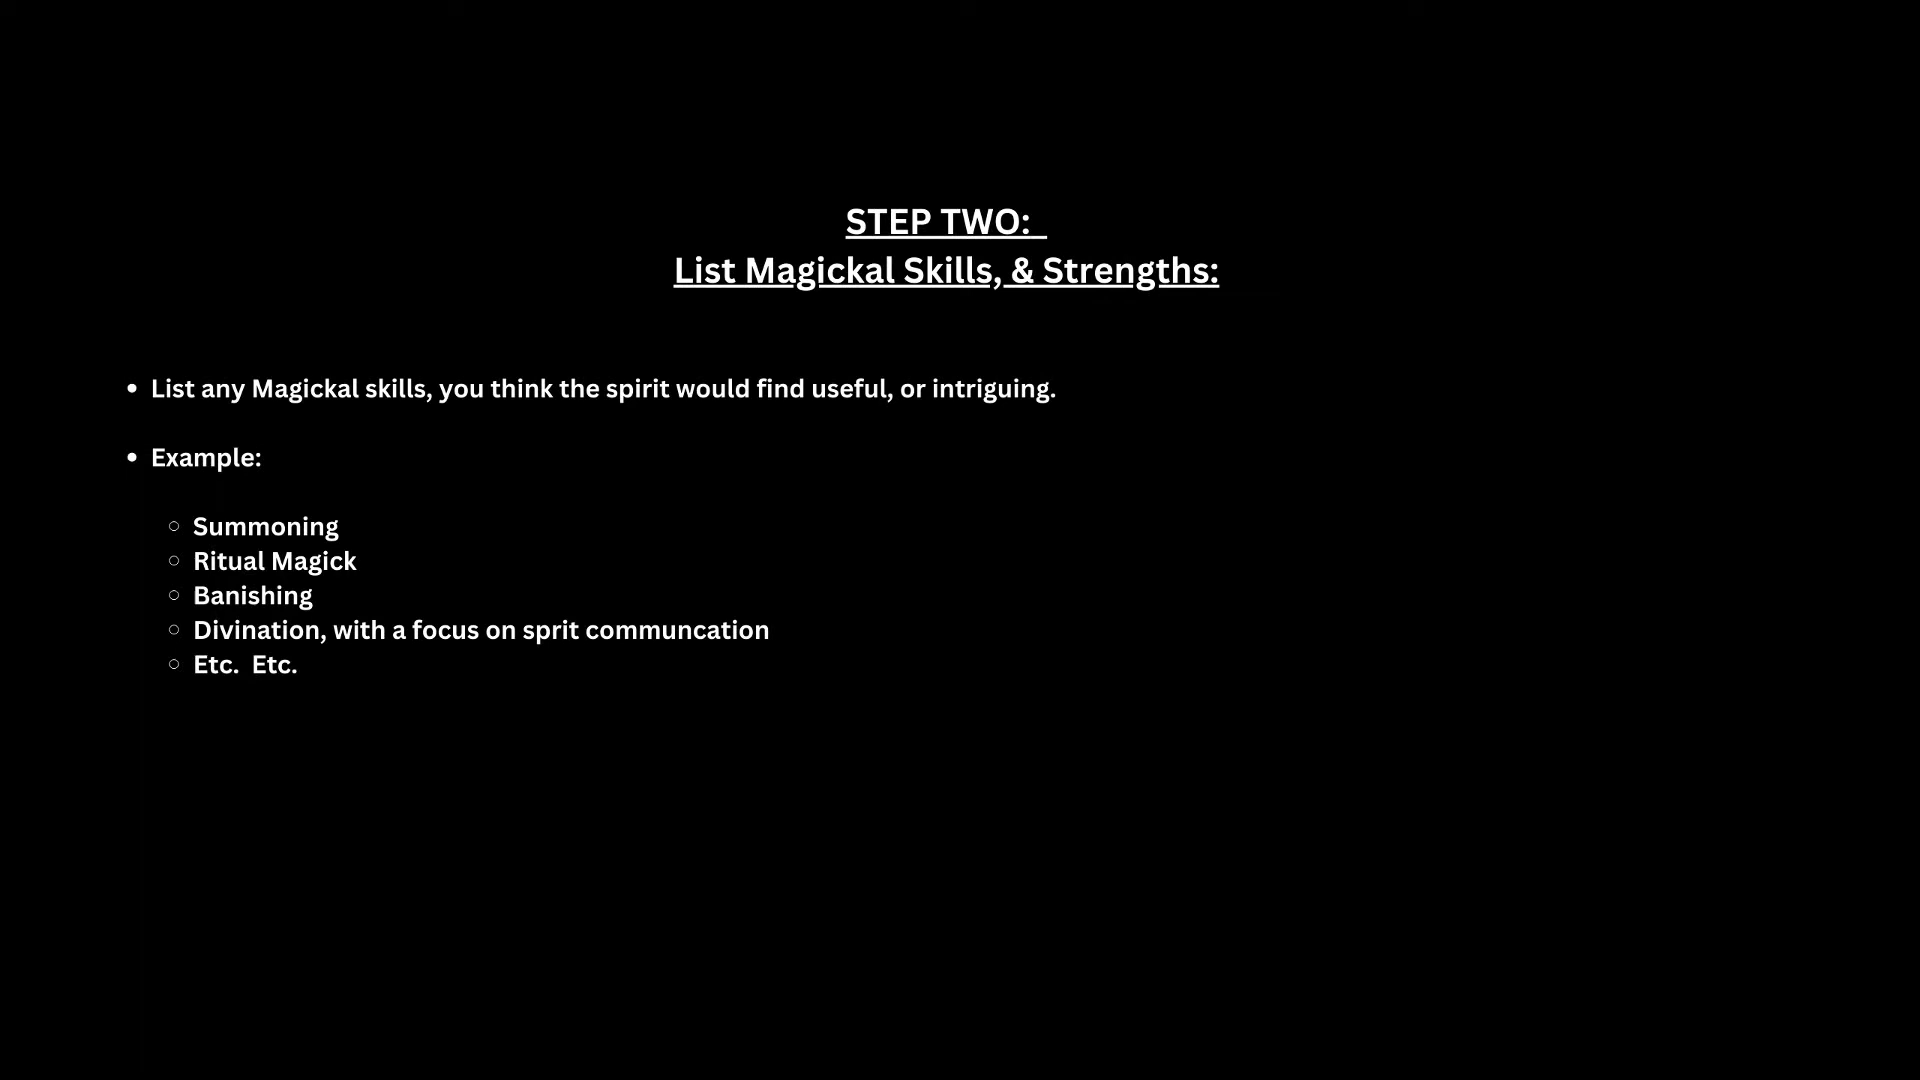 STEP TWO:
List Magickal Skills, & Strengths:
• List any Magickal skills, you think the spirit would find useful, or intriguing.
• Example:
○ Summoning
○ Ritual Magick
○ Banishing
○ Divination, with a focus on sprit communcation
○ Etc.  Etc.